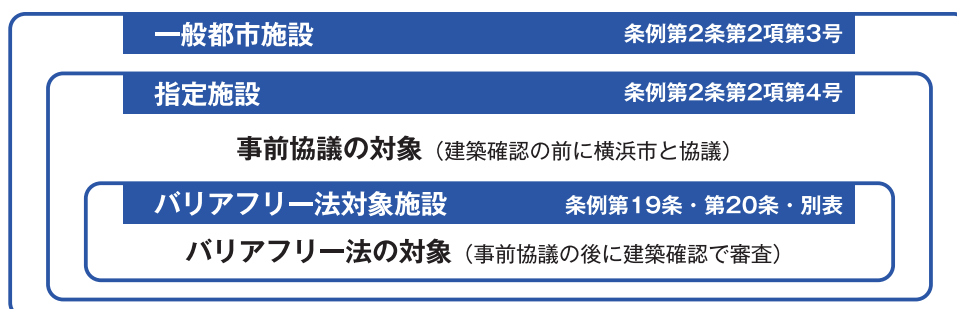 一般都市施設 条例第2条第2項第3号
指定施設 条例第2条第2項第4号
事前協議の対象（建築確認の前に横浜市と協議）
バリアフリー法対象施設 条例第19条・第20条・別表
バリアフリー法の対象（事前協議の後に建築確認で審査）